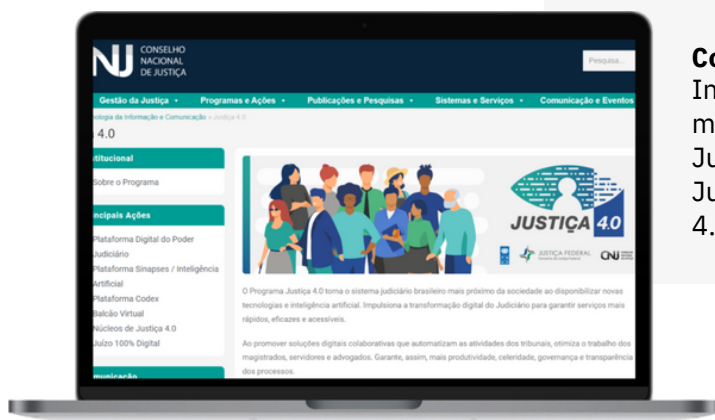 CONSELHO
NACIONAL
DE JUSTIÇA
Pesquisa...
Gestão da Justiça
Programas e Ações
Publicações e Pesquisas
Sistemas e Serviços
Comunicação e Eventos
ologia da Informação e Comunicação » Justiça 4.0
4.0
stitucional
Sobre o Programa
ncipais Ações
Plataforma Digital do Poder
Judiciário
Plataforma Sinapses / Inteligência
Artificial
Plataforma Codex
Balcão Virtual
Núcleos de Justiça 4.0
Juízo 100% Digital
municação
JUSTIÇA 4.0
JUSTIÇA FEDERAL
CNJ
O Programa Justiça 4.0 torna o sistema judiciário brasileiro mais próximo da sociedade ao disponibilizar novas
tecnologias e inteligência artificial. Impulsiona a transformação digital do Judiciário para garantir serviços mais
rápidos, eficazes e acessíveis.
Ao promover soluções digitais colaborativas que automatizam as atividades dos tribunais, otimiza o trabalho dos
magistrados, servidores e advogados. Garante, assim, mais produtividade, celeridade, governança e transparência
dos processos.
Co
In
m
Ju
Ju
4.